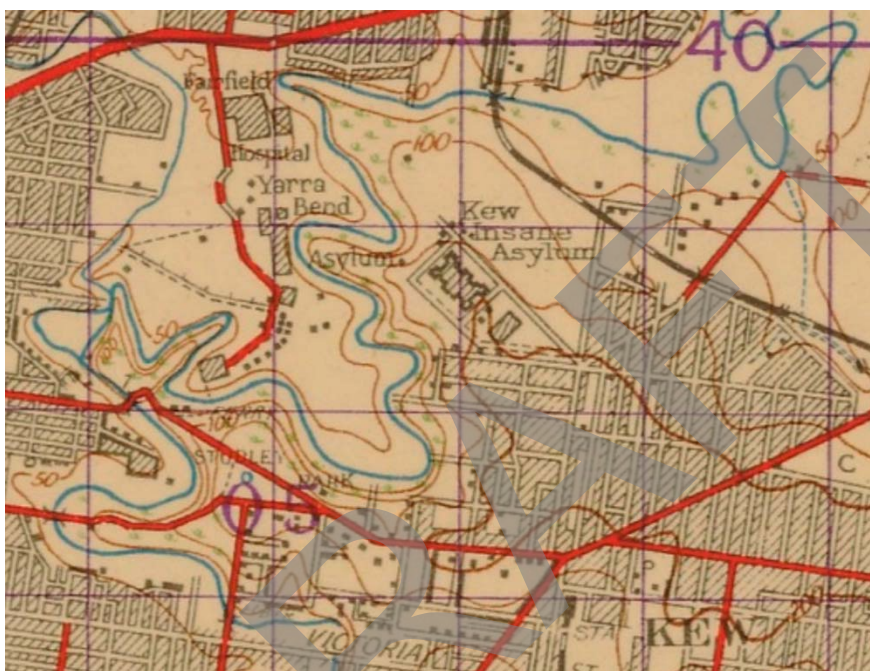 40
Fairfield
50
100
Hospital
50
Yarra
Bend
Kew
Insane
Asylum
Asylum
100
50
50
100
STUDLEY
PARK
C
50
05
200
KEW
VICTORIA
STA
ST
DRAFT